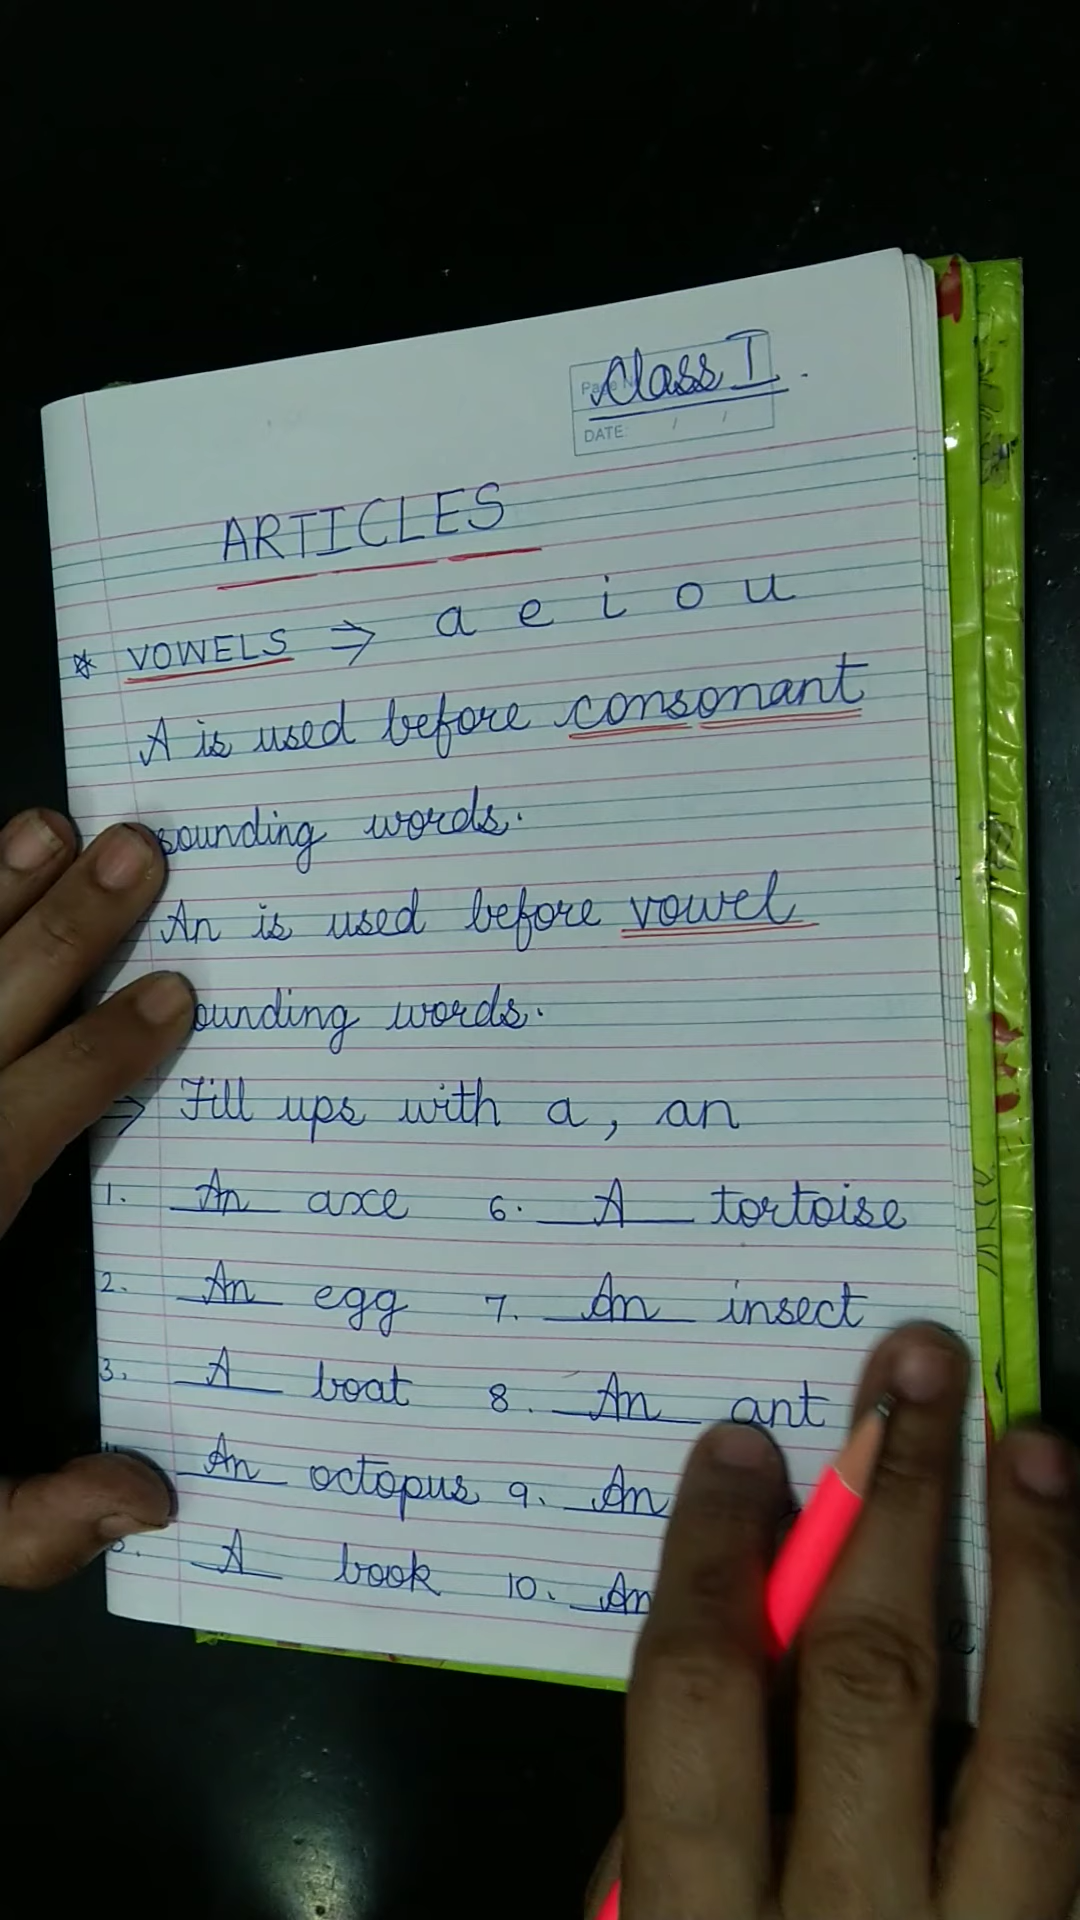 Class I.
Page No.
DATE: / /
ARTICLES
* VOWELS ⇒ a e i o u
A is used before consonant
sounding words.
An is used before vowel
ounding words.
⇒ Fill ups with a, an
1. An axe 6. A tortoise
2. An egg 7. An insect
3. A boat 8. An ant
An octopus 9. An
A book 10. An